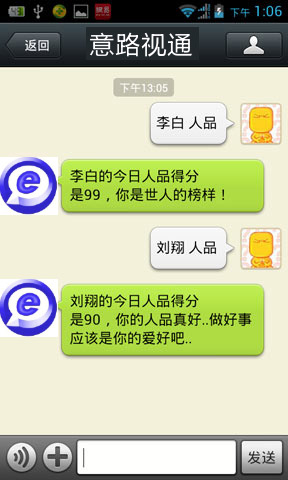 下午 1:06
返回
意路视通
下午13:05
李白 人品
李白的今日人品得分
是99，你是世人的榜样！
刘翔 人品
刘翔的今日人品得分
是90，你的人品真好..做好事
应该是你的爱好吧..
发送